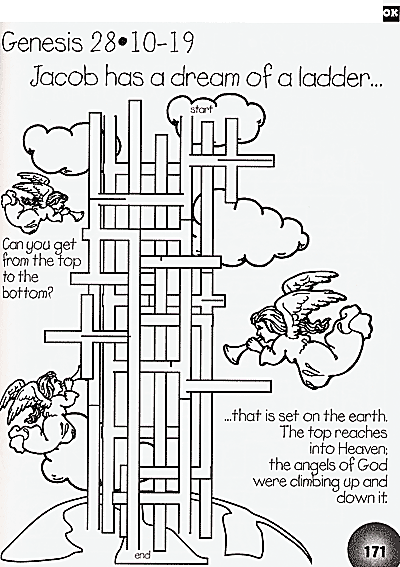 OK
Genesis 28•10-19
Jacob has a dream of a ladder...
start
Can you get
from the top
to the
bottom?
...that is set on the earth.
The top reaches
into Heaven;
the angels of God
were climbing up and
down it.
end
171